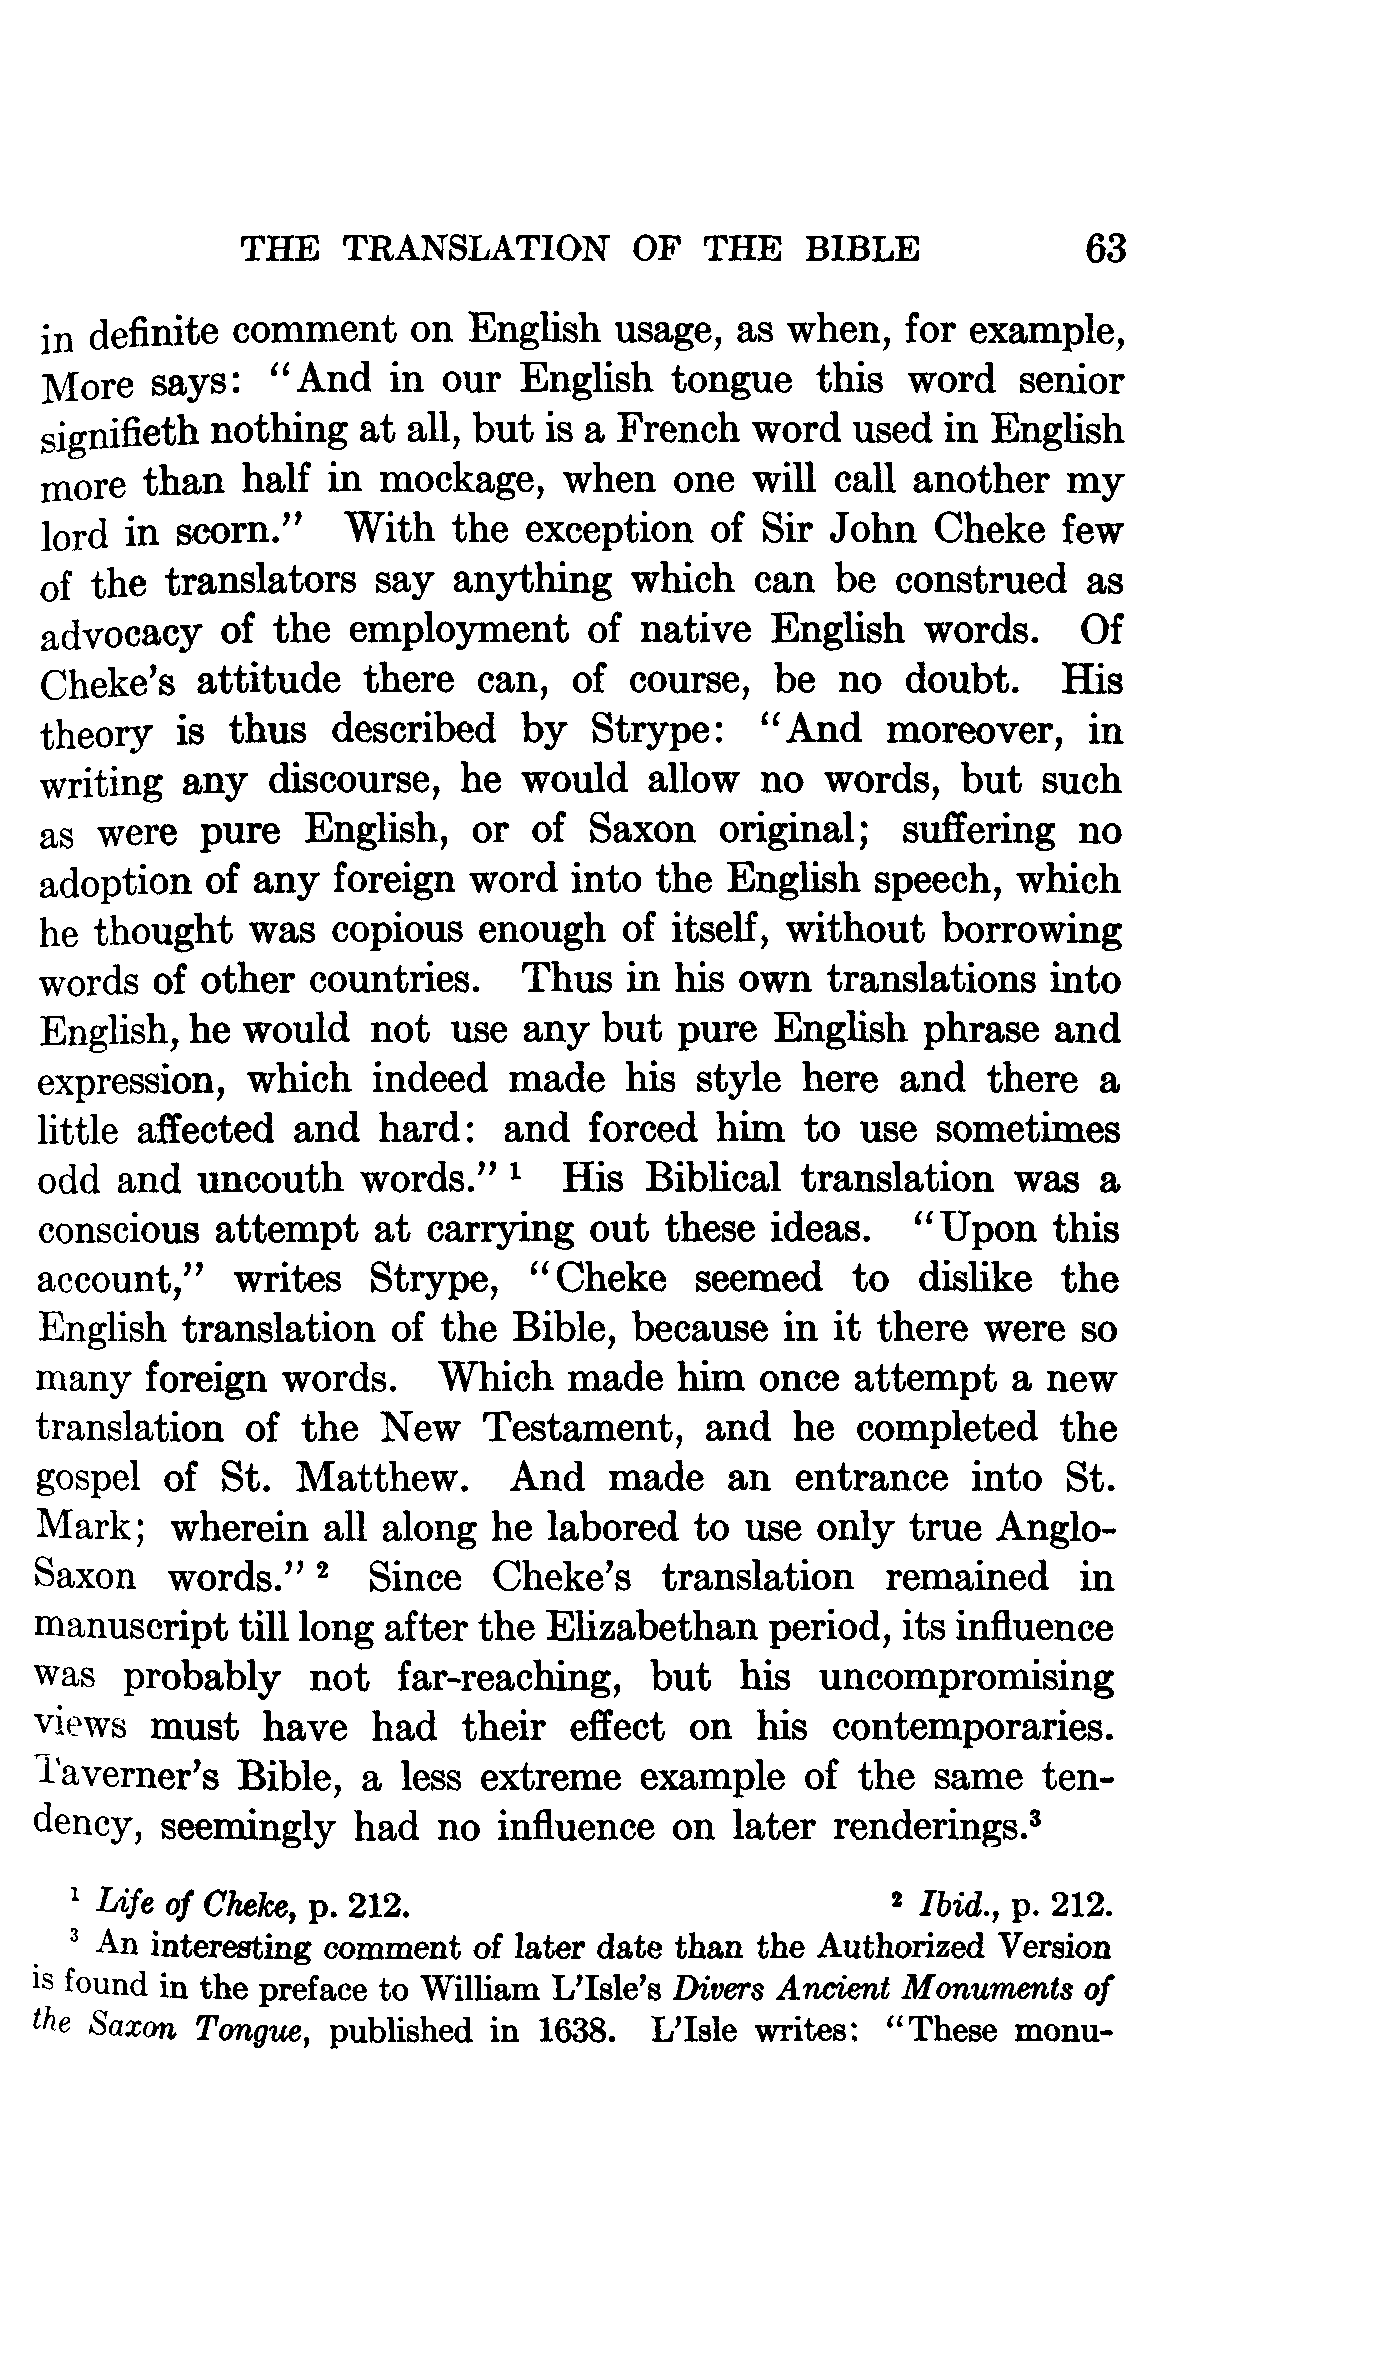 THE TRANSLATION OF THE BIBLE 63
in definite comment on English usage, as when, for example,
More says: "And in our English tongue this word senior
signifieth nothing at all, but is a French word used in English
more than half in mockage, when one will call another my
lord in scorn." With the exception of Sir John Cheke few
of the translators say anything which can be construed as
advocacy of the employment of native English words. Of
Cheke's attitude there can, of course, be no doubt. His
theory is thus described by Strype: "And moreover, in
writing any discourse, he would allow no words, but such
as were pure English, or of Saxon original; suffering no
adoption of any foreign word into the English speech, which
he thought was copious enough of itself, without borrowing
words of other countries. Thus in his own translations into
English, he would not use any but pure English phrase and
expression, which indeed made his style here and there a
little affected and hard: and forced him to use sometimes
odd and uncouth words." ¹ His Biblical translation was a
conscious attempt at carrying out these ideas. "Upon this
account," writes Strype, "Cheke seemed to dislike the
English translation of the Bible, because in it there were so
many foreign words. Which made him once attempt a new
translation of the New Testament, and he completed the
gospel of St. Matthew. And made an entrance into St.
Mark; wherein all along he labored to use only true Anglo-
Saxon words." ² Since Cheke's translation remained in
manuscript till long after the Elizabethan period, its influence
was probably not far-reaching, but his uncompromising
views must have had their effect on his contemporaries.
Taverner's Bible, a less extreme example of the same ten-
dency, seemingly had no influence on later renderings.³
¹ Life of Cheke, p. 212. ² Ibid., p. 212.
³ An interesting comment of later date than the Authorized Version
is found in the preface to William L'Isle's Divers Ancient Monuments of
the Saxon Tongue, published in 1638. L'Isle writes: "These monu-